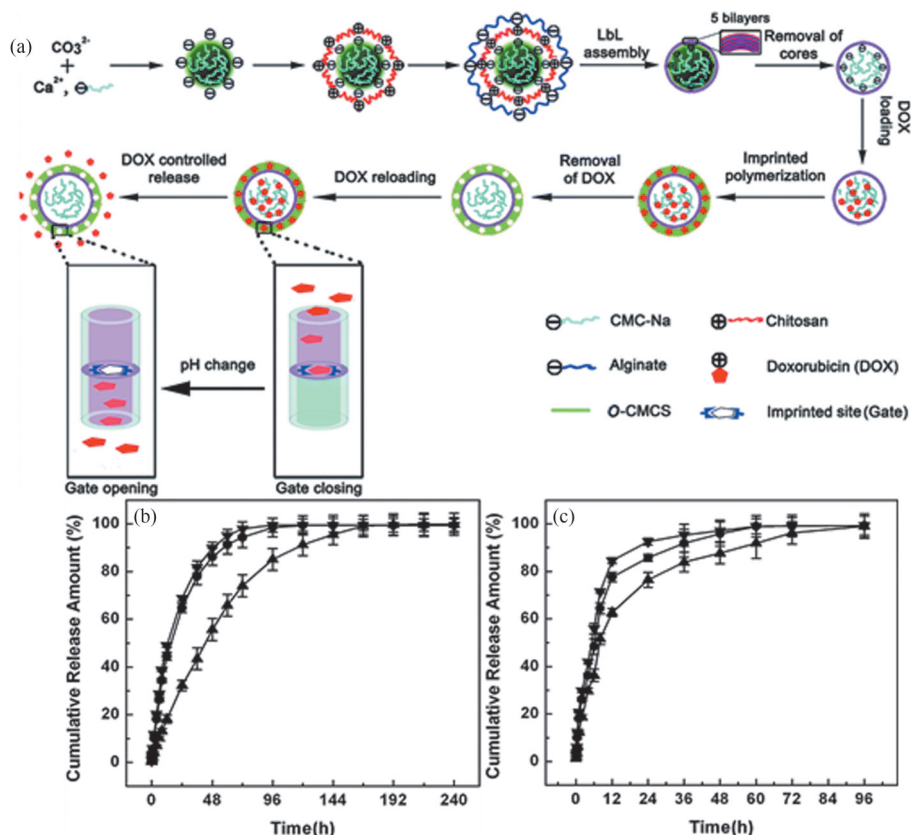 (a)
CO₃²⁻
+
Ca²⁺,
LbL
assembly
5 bilayers
Removal of
cores
DOX
loading
DOX controlled
release
DOX reloading
Removal
of DOX
Imprinted
polymerization
pH change
Gate opening
Gate closing
CMC-Na
Chitosan
Alginate
Doxorubicin (DOX)
O-CMCS
Imprinted site (Gate)
(b)
Cumulative Release Amount (%)
100
80
60
40
20
0
0 48 96 144 192 240
Time(h)
(c)
Cumulative Release Amount (%)
100
80
60
40
20
0
0 12 24 36 48 60 72 84 96
Time(h)